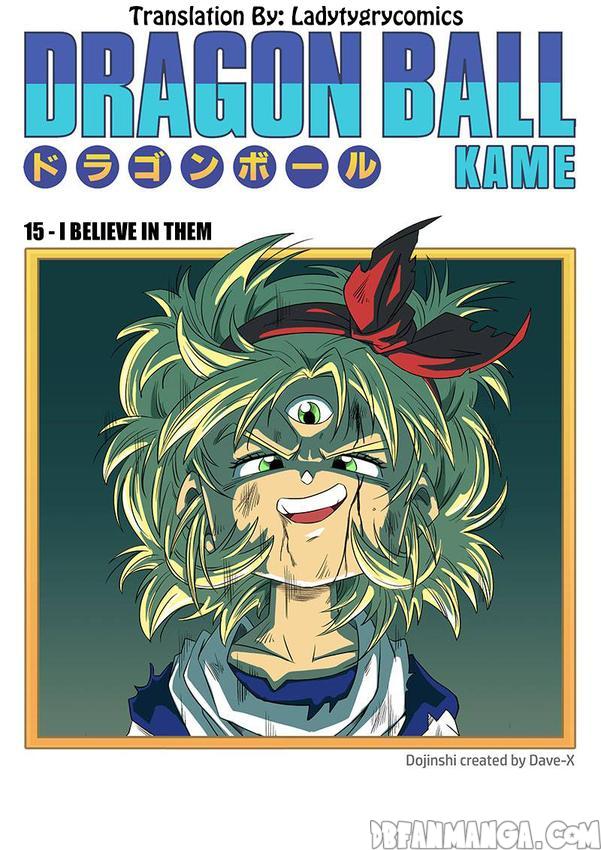 Translation By: Ladytygrycomics
DRAGON BALL
ドラゴンボール KAME
15 - I BELIEVE IN THEM
Dojinshi created by Dave-X
DBFANMANGA.COM